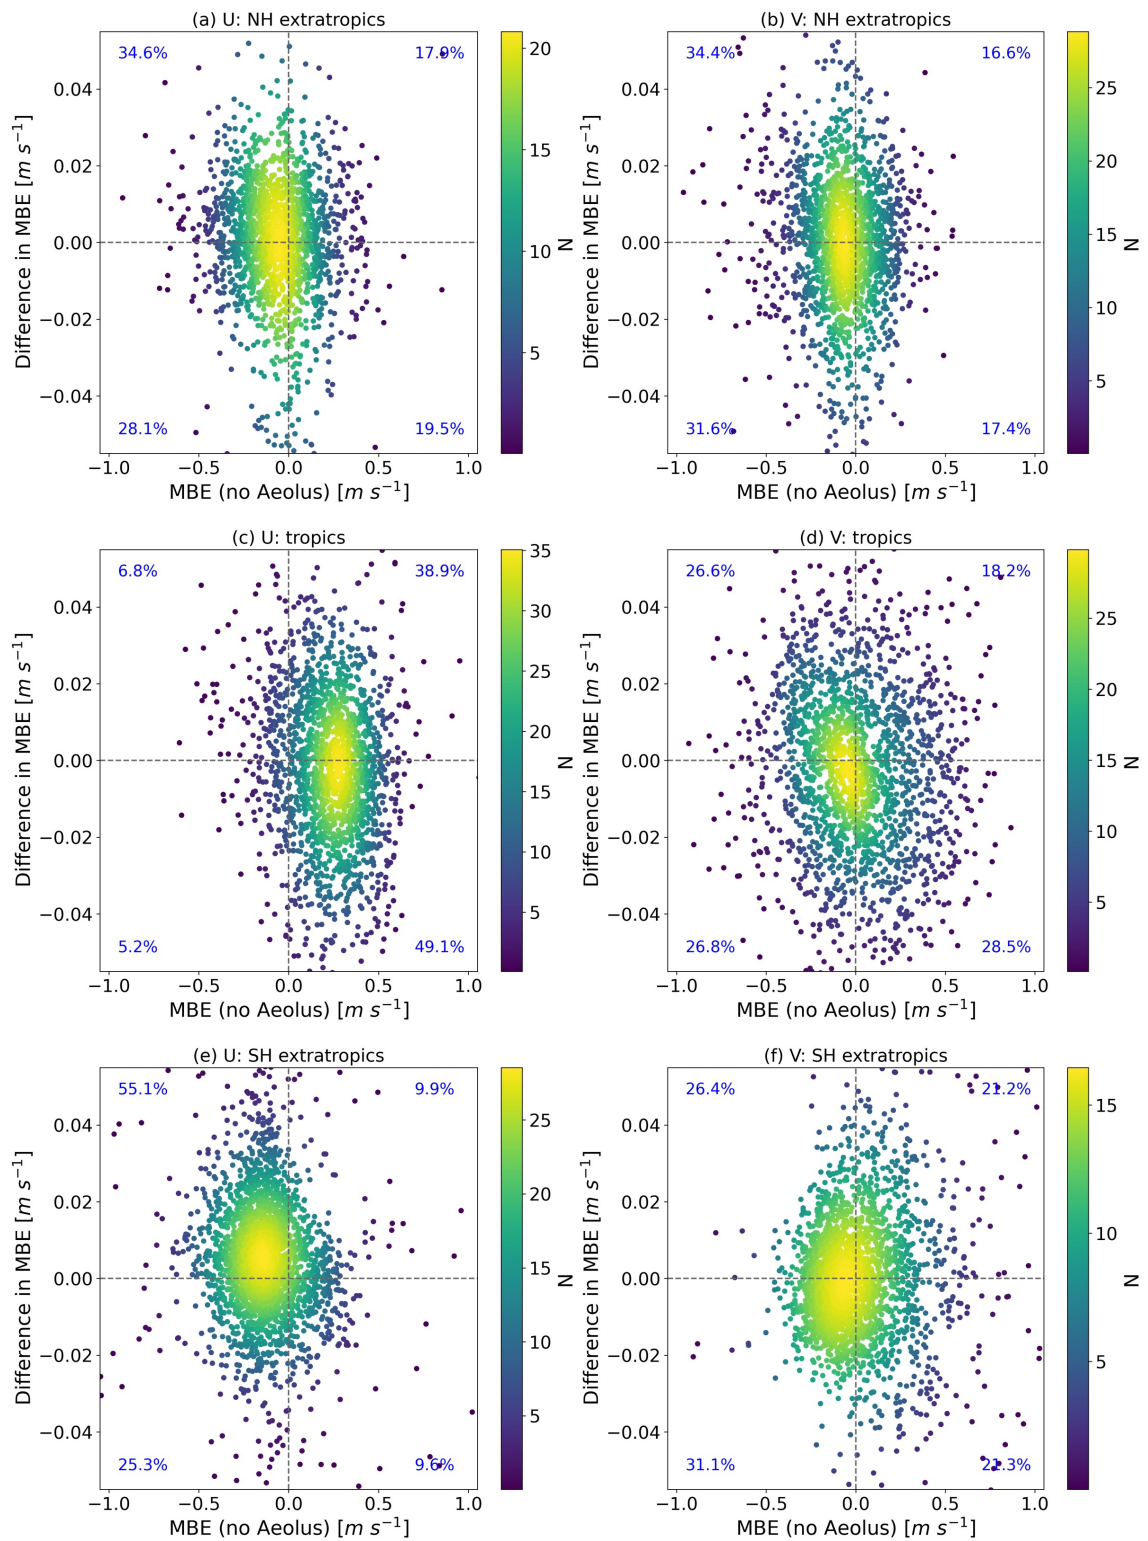 (a) U: NH extratropics
34.6%
17.9%
28.1%
19.5%
0.04
0.02
0.00
−0.02
−0.04
−1.0 −0.5 0.0 0.5 1.0
Difference in MBE [m s⁻¹]
MBE (no Aeolus) [m s⁻¹]
20
15
10
5
N
(b) V: NH extratropics
34.4%
16.6%
31.6%
17.4%
0.04
0.02
0.00
−0.02
−0.04
−1.0 −0.5 0.0 0.5 1.0
Difference in MBE [m s⁻¹]
MBE (no Aeolus) [m s⁻¹]
25
20
15
10
5
N
(c) U: tropics
6.8%
38.9%
5.2%
49.1%
0.04
0.02
0.00
−0.02
−0.04
−1.0 −0.5 0.0 0.5 1.0
Difference in MBE [m s⁻¹]
MBE (no Aeolus) [m s⁻¹]
35
30
25
20
15
10
5
N
(d) V: tropics
26.6%
18.2%
26.8%
28.5%
0.04
0.02
0.00
−0.02
−0.04
−1.0 −0.5 0.0 0.5 1.0
Difference in MBE [m s⁻¹]
MBE (no Aeolus) [m s⁻¹]
25
20
15
10
5
N
(e) U: SH extratropics
55.1%
9.9%
25.3%
9.6%
0.04
0.02
0.00
−0.02
−0.04
−1.0 −0.5 0.0 0.5 1.0
Difference in MBE [m s⁻¹]
MBE (no Aeolus) [m s⁻¹]
25
20
15
10
5
N
(f) V: SH extratropics
26.4%
21.2%
31.1%
21.3%
0.04
0.02
0.00
−0.02
−0.04
−1.0 −0.5 0.0 0.5 1.0
Difference in MBE [m s⁻¹]
MBE (no Aeolus) [m s⁻¹]
15
10
5
N